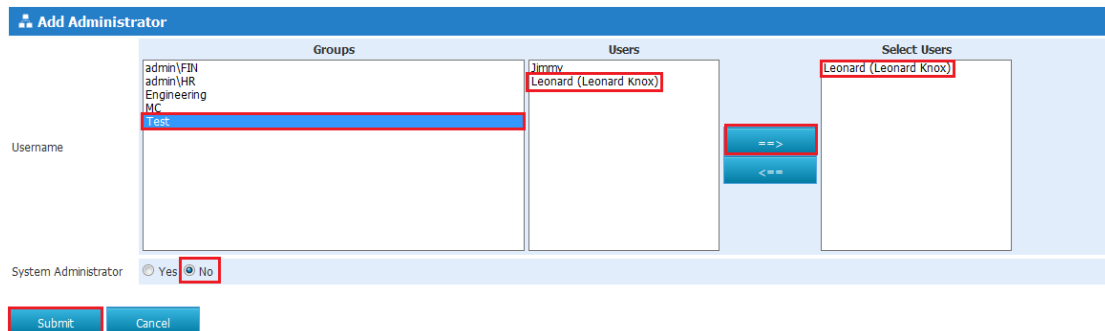 Add Administrator
Groups Users Select Users
admin\FIN Jimmy Leonard (Leonard Knox)
admin\HR Leonard (Leonard Knox)
Engineering
MC
Test
Username ==>
<==
System Administrator Yes No
Submit Cancel